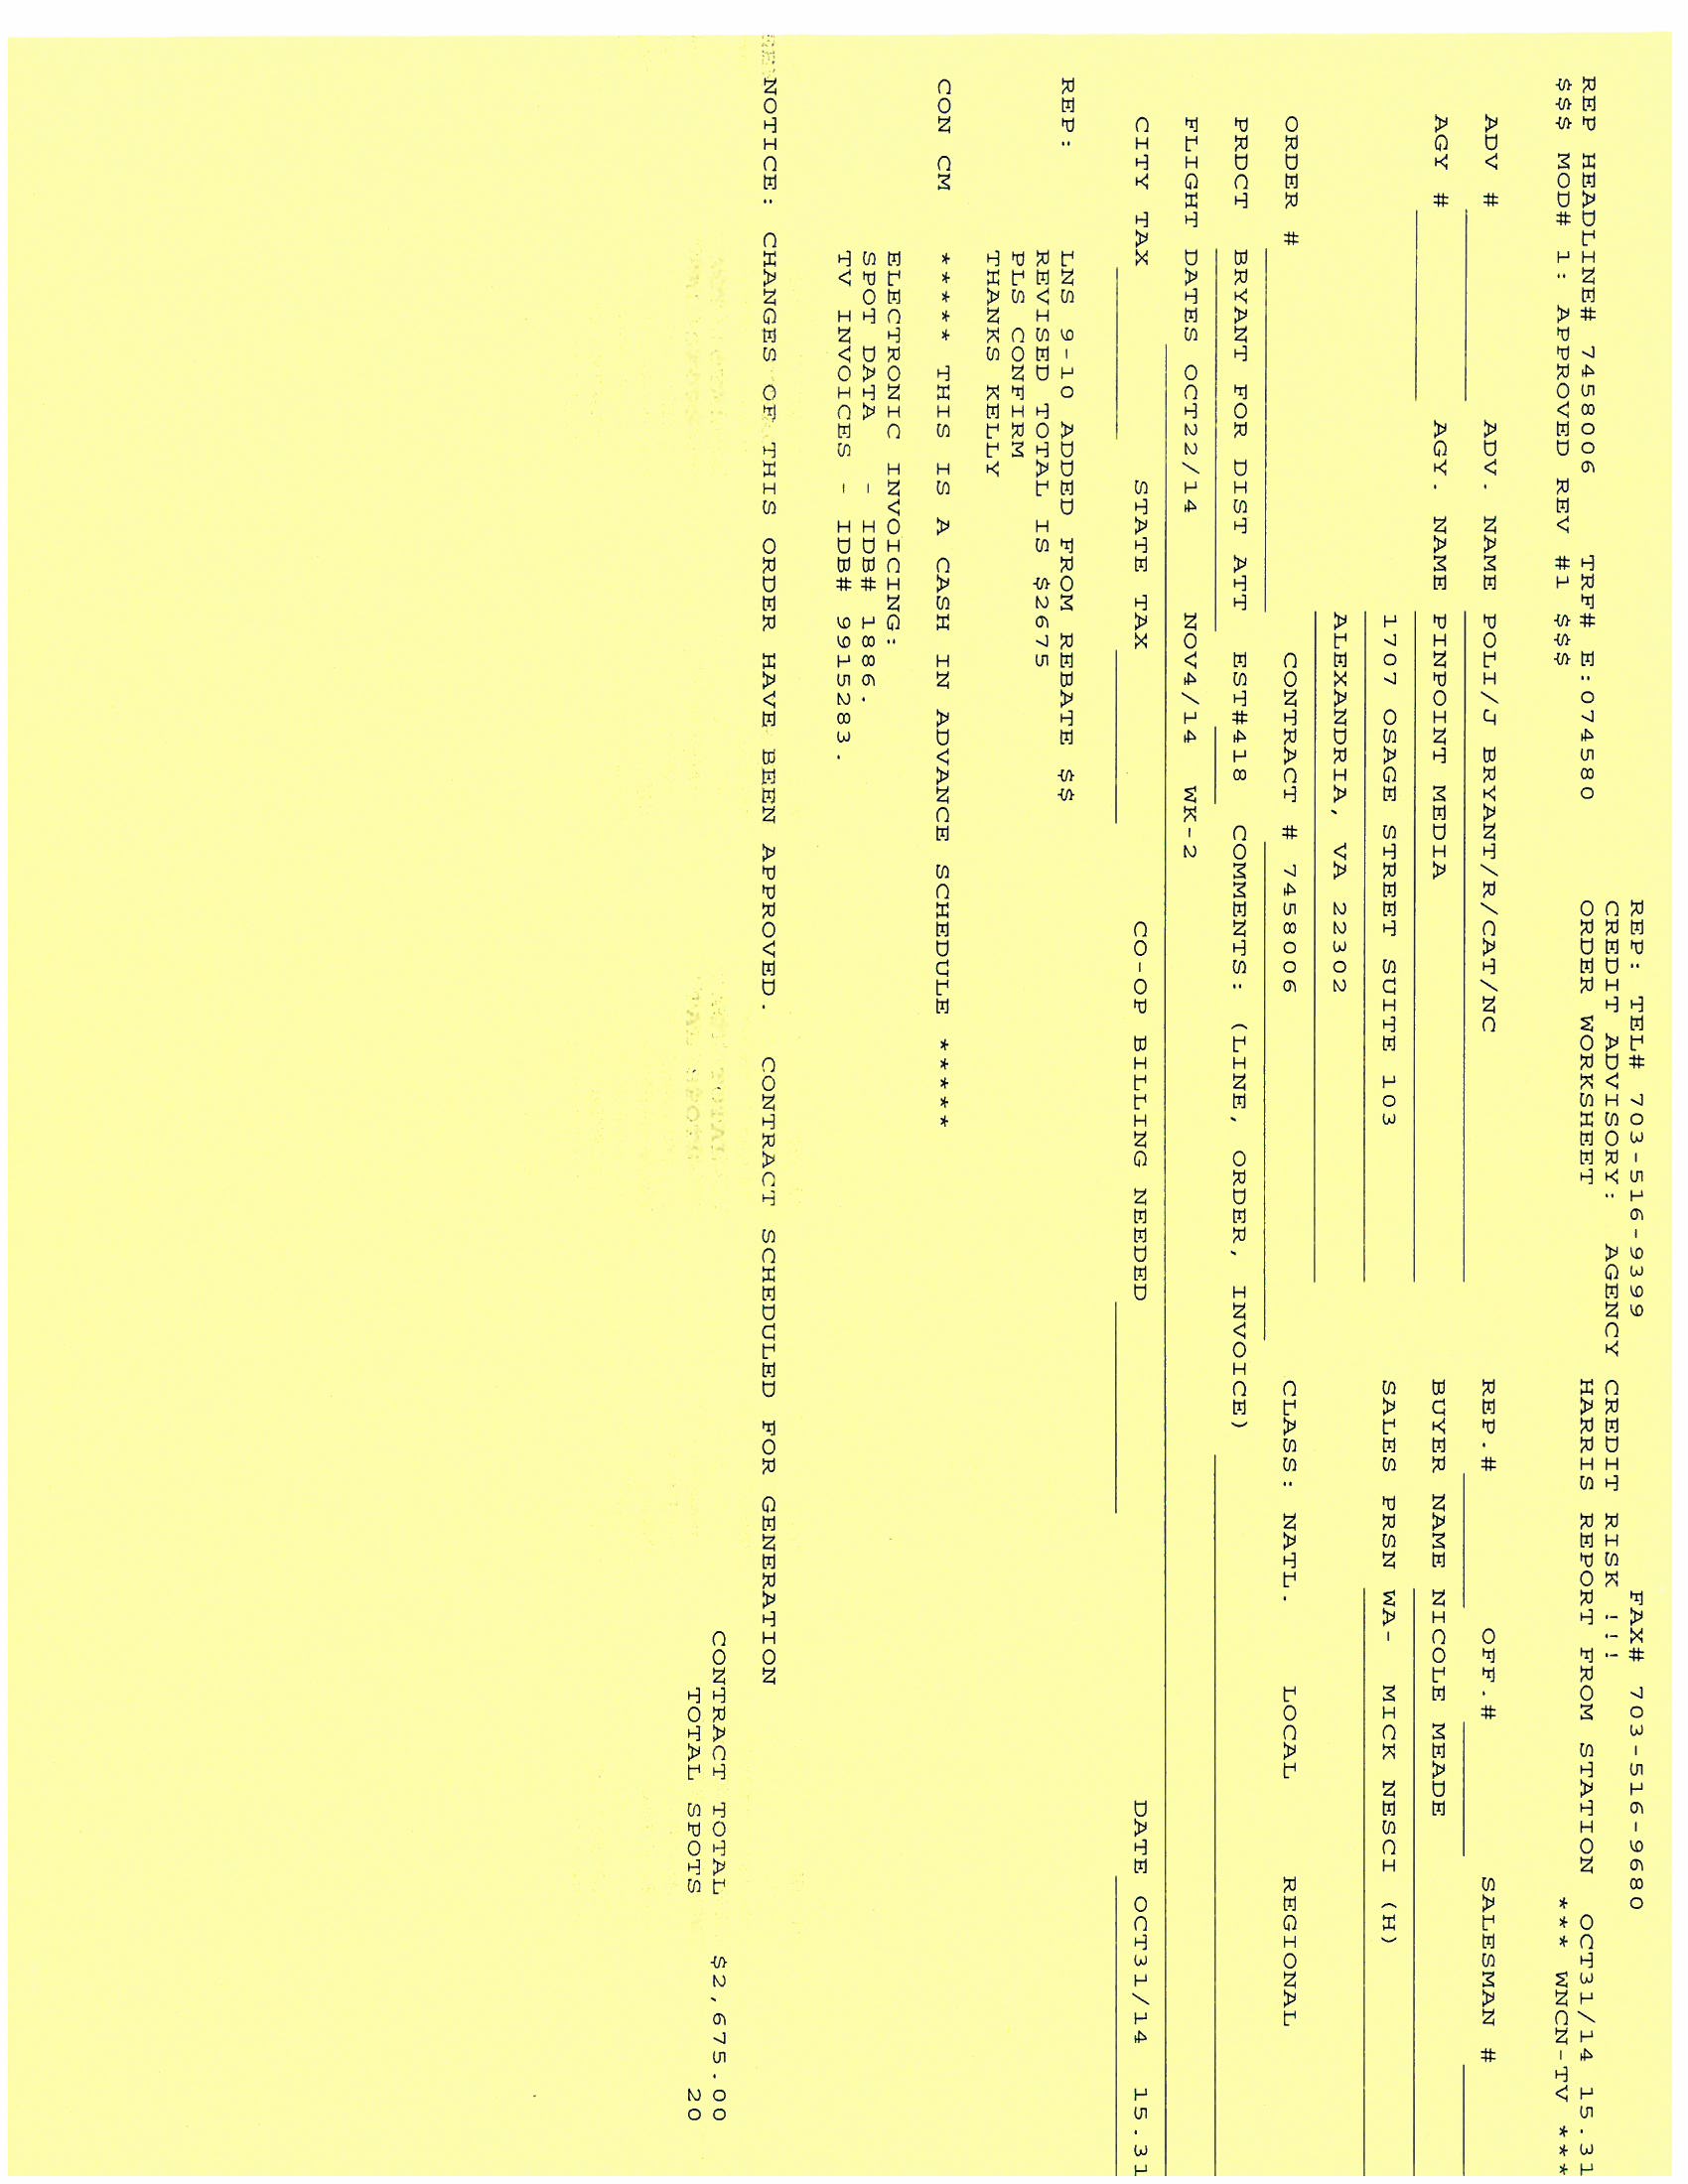 REP: TEL# 703-516-9399 FAX# 703-516-9680
CREDIT ADVISORY: AGENCY CREDIT RISK !!!
REP HEADLINE# 7458006 TRF# E:074580 ORDER WORKSHEET HARRIS REPORT FROM STATION OCT31/14 15.31
$$$ MOD# 1: APPROVED REV #1 $$$ *** WNCN-TV ***
ADV # ADV. NAME POLI/J BRYANT/R/CAT/NC REP.# OFF.# SALESMAN #
AGY # AGY. NAME PINPOINT MEDIA BUYER NAME NICOLE MEADE
1707 OSAGE STREET SUITE 103 SALES PRSN WA- MICK NESCI (H)
ALEXANDRIA, VA 22302
ORDER # CONTRACT # 7458006 CLASS: NATL. LOCAL REGIONAL
PRDCT BRYANT FOR DIST ATT EST#418 COMMENTS: (LINE, ORDER, INVOICE)
FLIGHT DATES OCT22/14 NOV4/14 WK-2
CITY TAX STATE TAX CO-OP BILLING NEEDED DATE OCT31/14 15.31
REP: LNS 9-10 ADDED FROM REBATE $$
REVISED TOTAL IS $2675
PLS CONFIRM
THANKS KELLY
CON CM ***** THIS IS A CASH IN ADVANCE SCHEDULE *****
ELECTRONIC INVOICING:
SPOT DATA - IDB# 1886.
TV INVOICES - IDB# 9915283.
NOTICE: CHANGES OF THIS ORDER HAVE BEEN APPROVED. CONTRACT SCHEDULED FOR GENERATION
CONTRACT TOTAL $2,675.00
TOTAL SPOTS 20